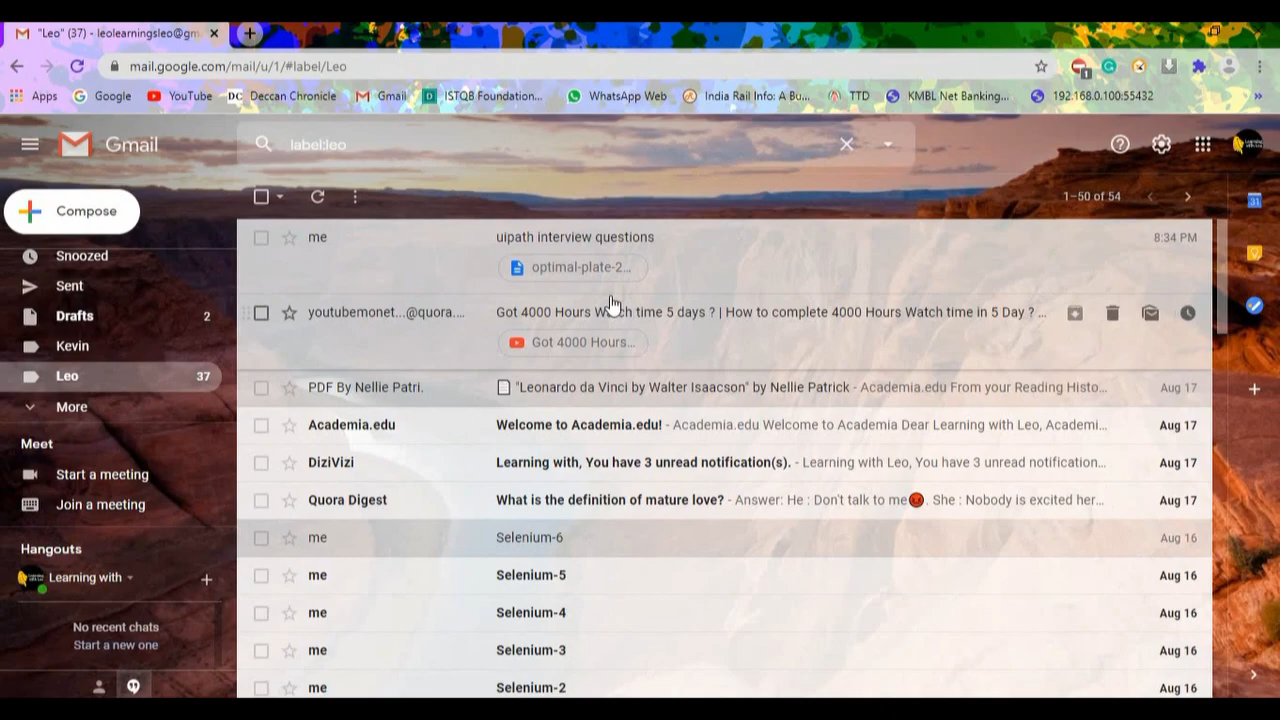 "Leo" (37) - leolearningsleo@gm
mail.google.com/mail/u/1/#label/Leo
Apps Google YouTube DC Deccan Chronicle Gmail ISTQB Foundation... WhatsApp Web India Rail Info: A Bu... TTD KMBL Net Banking... 192.168.0.100:55432 »
Gmail label:leo
1–50 of 54
Compose
Snoozed
Sent
Drafts 2
Kevin
Leo 37
More
Meet
Start a meeting
Join a meeting
Hangouts
Learning with
No recent chats
Start a new one
me uipath interview questions 8:34 PM
optimal-plate-2...
youtubemonet...@quora.... Got 4000 Hours Watch time 5 days ? | How to complete 4000 Hours Watch time in 5 Day ? ...
Got 4000 Hours...
PDF By Nellie Patri. "Leonardo da Vinci by Walter Isaacson" by Nellie Patrick - Academia.edu From your Reading Histo... Aug 17
Academia.edu Welcome to Academia.edu! - Academia.edu Welcome to Academia Dear Learning with Leo, Academi... Aug 17
DiziVizi Learning with, You have 3 unread notification(s). - Learning with Leo, You have 3 unread notification... Aug 17
Quora Digest What is the definition of mature love? - Answer: He : Don't talk to me😡. She : Nobody is excited her... Aug 17
me Selenium-6 Aug 16
me Selenium-5 Aug 16
me Selenium-4 Aug 16
me Selenium-3 Aug 16
me Selenium-2 Aug 16